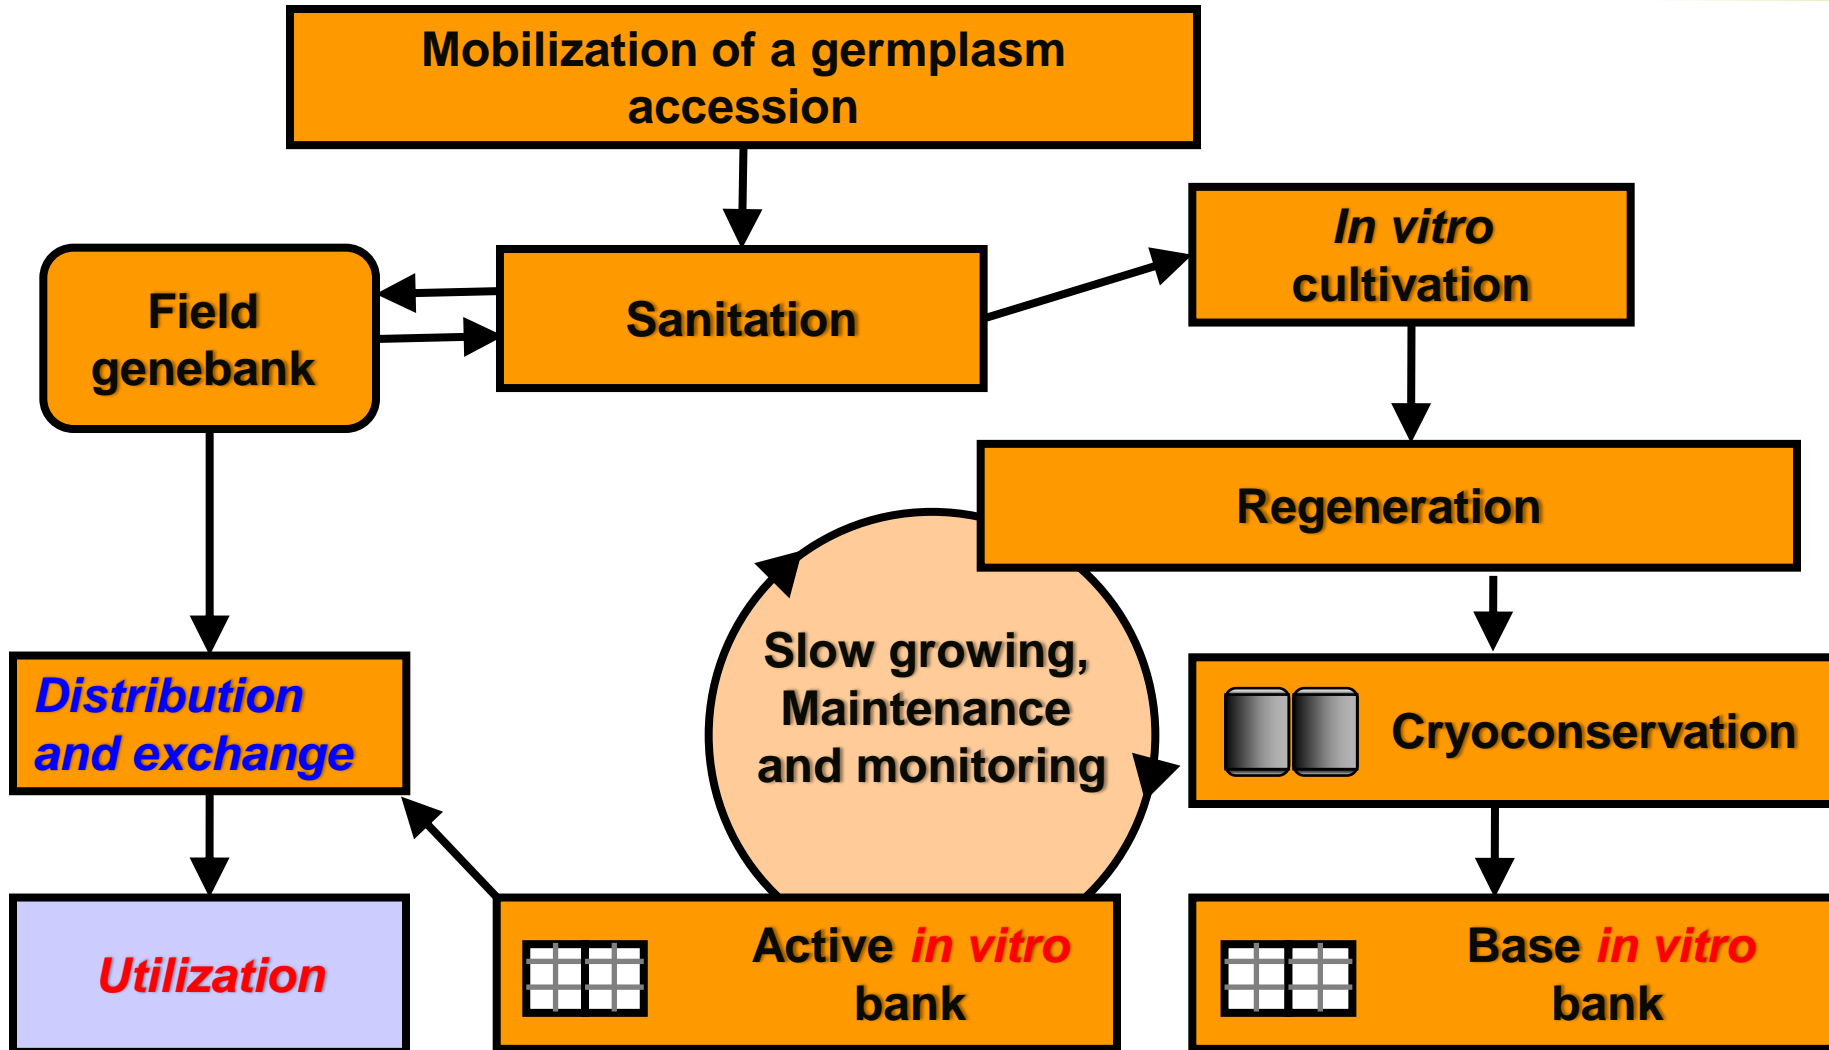 Mobilization of a germplasm
accession
In vitro
cultivation
Field
genebank
Sanitation
Regeneration
Slow growing,
Maintenance
and monitoring
Distribution
and exchange
Cryoconservation
Utilization
Active in vitro
bank
Base in vitro
bank